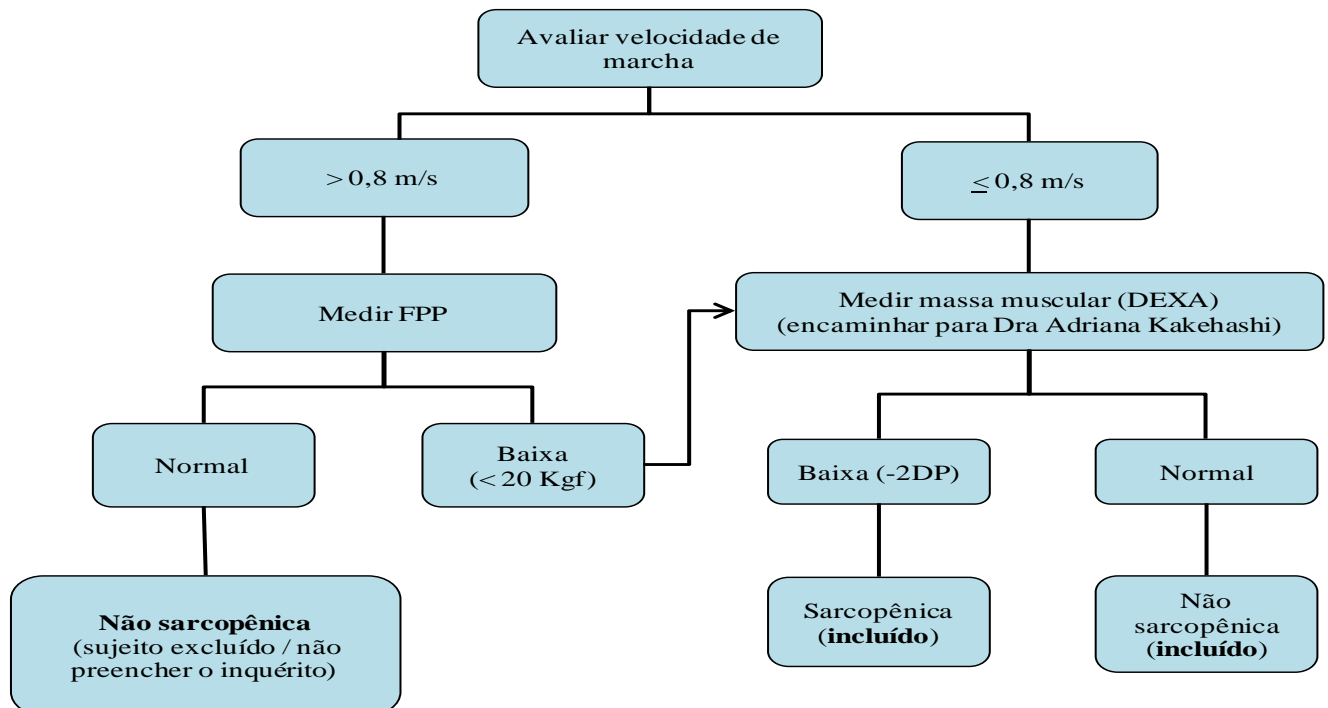 Avaliar velocidade de
marcha
> 0,8 m/s
≤ 0,8 m/s
Medir FPP
Medir massa muscular (DEXA)
(encaminhar para Dra Adriana Kakehashi)
Normal
Baixa
(< 20 Kgf)
Baixa (-2DP)
Normal
Não sarcopênica
(sujeito excluído / não
preencher o inquérito)
Sarcopênica
(incluído)
Não
sarcopênica
(incluído)